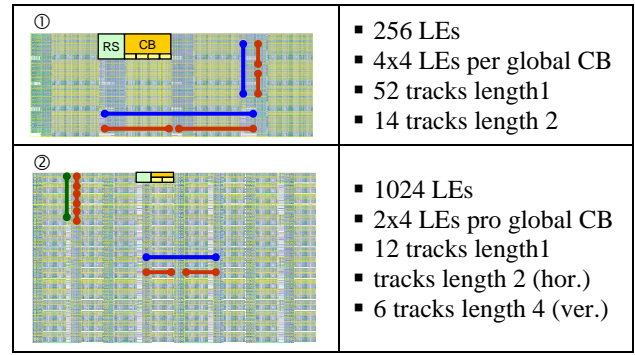 ①
RS CB
▪ 256 LEs
▪ 4x4 LEs per global CB
▪ 52 tracks length1
▪ 14 tracks length 2
②
▪ 1024 LEs
▪ 2x4 LEs pro global CB
▪ 12 tracks length1
▪ tracks length 2 (hor.)
▪ 6 tracks length 4 (ver.)